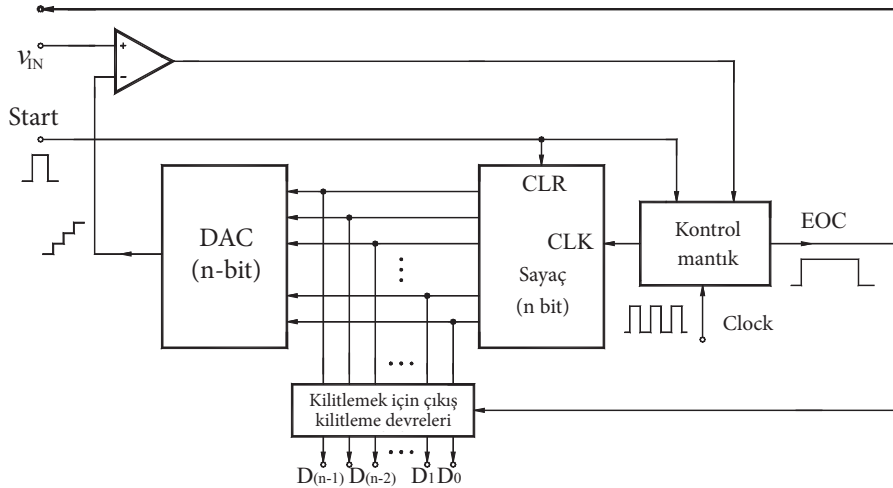 vIN
+
−
Start
CLR
DAC
(n-bit)
CLK
Sayaç
(n bit)
Kontrol
mantık
EOC
Clock
Kilitlemek için çıkış
kilitleme devreleri
D(n-1) D(n-2) D1 D0